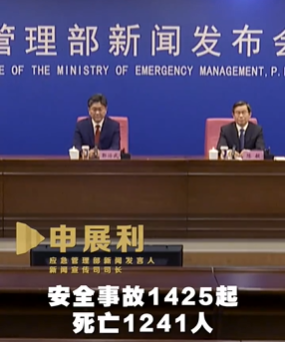 管理部新闻发布会
E OF THE MINISTRY OF EMERGENCY MANAGEMENT, P.
申展利
应急管理部新闻发言人
新闻宣传司司长
安全事故1425起
死亡1241人